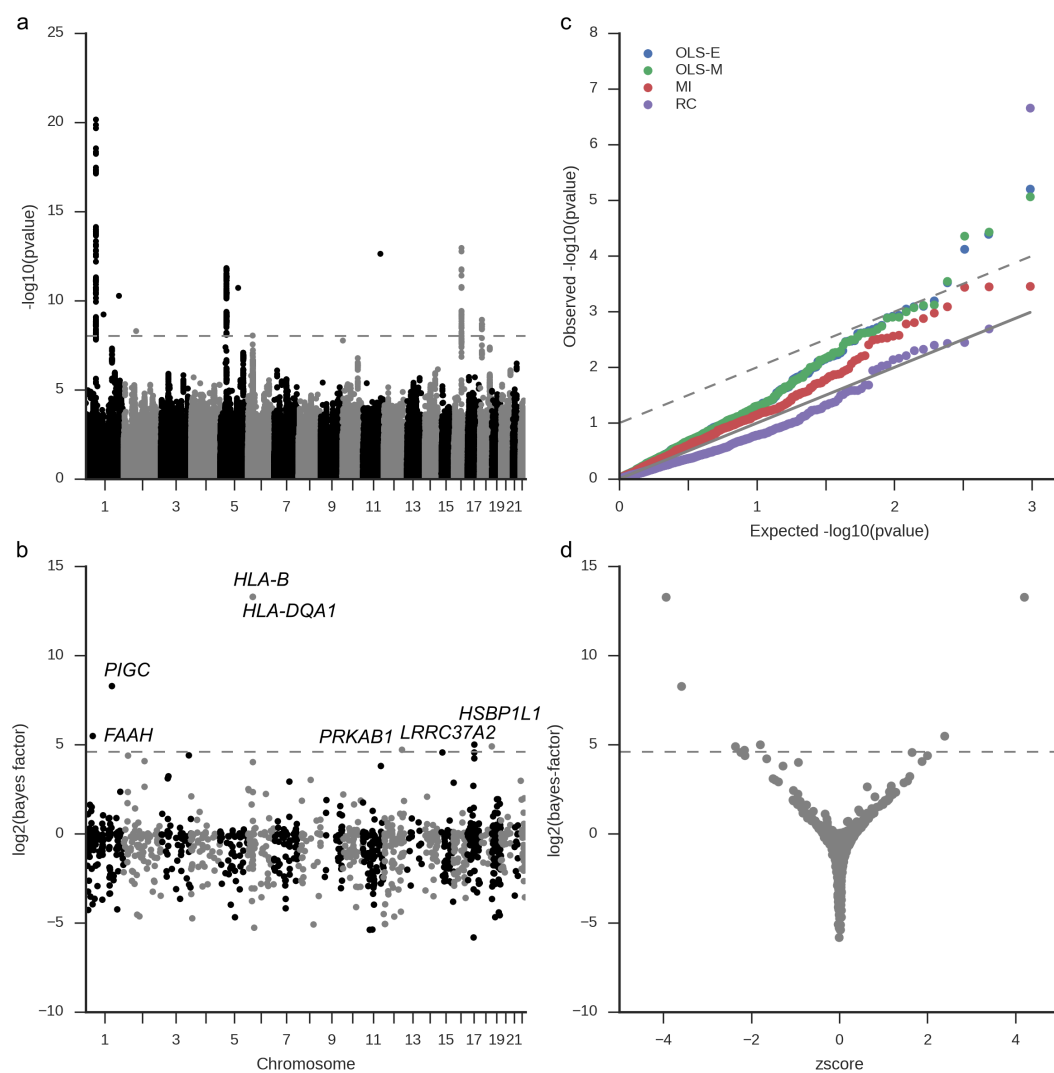 a
25
20
15
10
5
0
-log10(pvalue)
1 3 5 7 9 11 13 15 17 19 21
c
8
7
6
5
4
3
2
1
0
Observed -log10(pvalue)
OLS-E
OLS-M
MI
RC
0 1 2 3
Expected -log10(pvalue)
b
15
10
5
0
−5
−10
log2(bayes factor)
HLA-B
HLA-DQA1
PIGC
HSBP1L1
FAAH
PRKAB1
LRRC37A2
1 3 5 7 9 11 13 15 17 19 21
Chromosome
d
15
10
5
0
−5
−10
log2(bayes-factor)
−4 −2 0 2 4
zscore